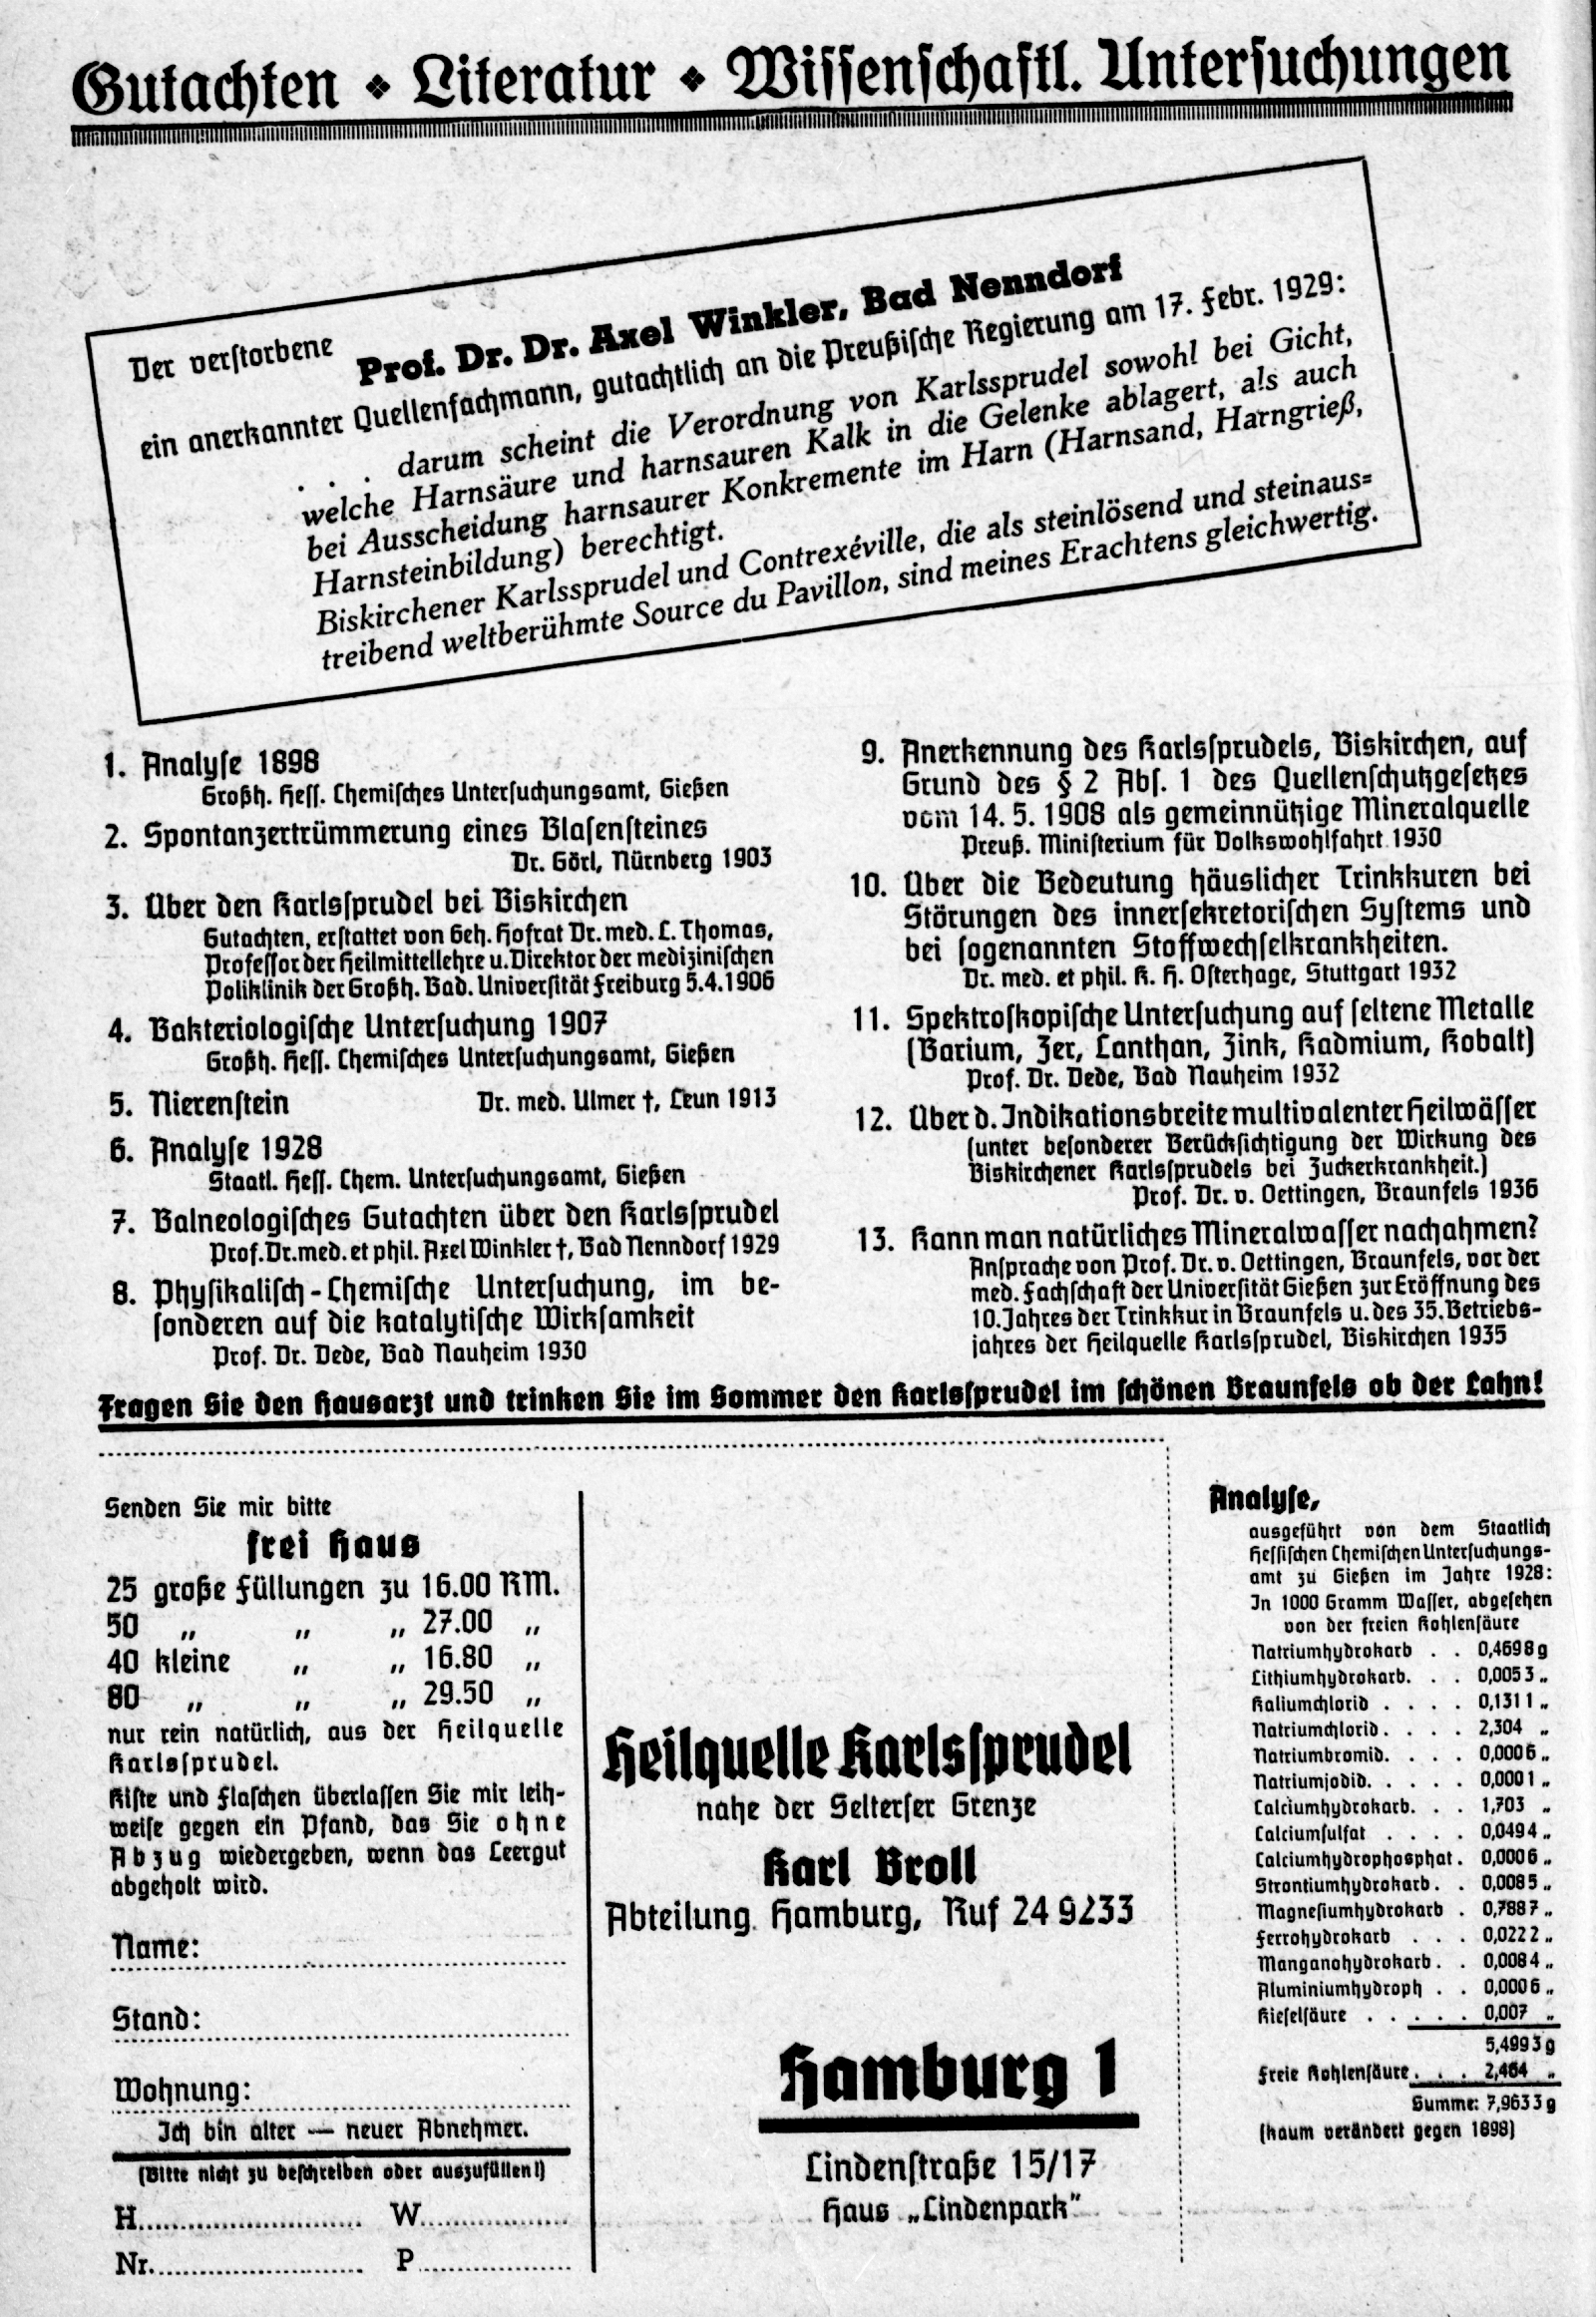 Gutachten ❖ Literatur ❖ Wissenschaftl. Untersuchungen
Der verstorbene
Prof. Dr. Dr. Axel Winkler, Bad Nenndorf
ein anerkannter Quellenfachmann, gutachtlich an die Preußische Regierung am 17. Febr. 1929:
. . . darum scheint die Verordnung von Karlssprudel sowohl bei Gicht,
welche Harnsäure und harnsauren Kalk in die Gelenke ablagert, als auch
bei Ausscheidung harnsaurer Konkremente im Harn (Harnsand, Harngrieß,
Harnsteinbildung) berechtigt.
Biskirchener Karlssprudel und Contrexéville, die als steinlösend und steinaus=
treibend weltberühmte Source du Pavillon, sind meines Erachtens gleichwertig.
1. Analyse 1898
Großh. Hess. Chemisches Untersuchungsamt, Gießen
2. Spontanzertrümmerung eines Blasensteines
Dr. Görl, Nürnberg 1903
3. Über den Karlssprudel bei Biskirchen
Gutachten, erstattet von Geh. Hofrat Dr. med. L. Thomas,
Professor der Heilmittellehre u. Direktor der medizinischen
Poliklinik der Großh. Bad. Universität Freiburg 5.4.1906
4. Bakteriologische Untersuchung 1907
Großh. Hess. Chemisches Untersuchungsamt, Gießen
5. Nierenstein Dr. med. Ulmer †, Leun 1913
6. Analyse 1928
Staatl. Hess. Chem. Untersuchungsamt, Gießen
7. Balneologisches Gutachten über den Karlssprudel
Prof. Dr. med. et phil. Axel Winkler †, Bad Nenndorf 1929
8. Physikalisch-Chemische Untersuchung, im be-
sonderen auf die katalytische Wirksamkeit
Prof. Dr. Dede, Bad Nauheim 1930
9. Anerkennung des Karlssprudels, Biskirchen, auf
Grund des § 2 Abs. 1 des Quellenschutzgesetzes
vom 14. 5. 1908 als gemeinnützige Mineralquelle
Preuß. Ministerium für Volkswohlfahrt 1930
10. Über die Bedeutung häuslicher Trinkkuren bei
Störungen des innersekretorischen Systems und
bei sogenannten Stoffwechselkrankheiten.
Dr. med. et phil. K. H. Osterhage, Stuttgart 1932
11. Spektroskopische Untersuchung auf seltene Metalle
(Barium, Zer, Lanthan, Zink, Kadmium, Kobalt)
Prof. Dr. Dede, Bad Nauheim 1932
12. Über d. Indikationsbreite multivalenter Heilwässer
(unter besonderer Berücksichtigung der Wirkung des
Biskirchener Karlssprudels bei Zuckerkrankheit.)
Prof. Dr. v. Oettingen, Braunfels 1936
13. Kann man natürliches Mineralwasser nachahmen?
Ansprache von Prof. Dr. v. Oettingen, Braunfels, vor der
med. Fachschaft der Universität Gießen zur Eröffnung des
10. Jahres der Trinkkur in Braunfels u. des 35. Betriebs-
jahres der Heilquelle Karlssprudel, Biskirchen 1935
Fragen Sie den Hausarzt und trinken Sie im Sommer den Karlssprudel im schönen Braunfels ob der Lahn!
Senden Sie mir bitte
frei Haus
25 große Füllungen zu 16.00 RM.
50 „ „ „ 27.00 „
40 kleine „ „ 16.80 „
80 „ „ „ 29.50 „
nur rein natürlich, aus der Heilquelle
Karlssprudel.
Kiste und Flaschen überlassen Sie mir leih-
weise gegen ein Pfand, das Sie ohne
Abzug wiedergeben, wenn das Leergut
abgeholt wird.
Name:
Stand:
Wohnung:
Ich bin alter — neuer Abnehmer.
(Bitte nicht zu beschreiben oder auszufüllen!)
H. W.
Nr. P
Heilquelle Karlssprudel
nahe der Selterser Grenze
Karl Broll
Abteilung Hamburg, Ruf 24 9233
Hamburg 1
Lindenstraße 15/17
Haus „Lindenpark"
Analyse,
ausgeführt von dem Staatlich
Hessischen Chemischen Untersuchungs-
amt zu Gießen im Jahre 1928:
In 1000 Gramm Wasser, abgesehen
von der freien Kohlensäure
Natriumhydrokarb . . 0,4698 g
Lithiumhydrokarb. . . 0,0053 „
Kaliumchlorid . . . . 0,1311 „
Natriumchlorid . . . . 2,304 „
Natriumbromid. . . . 0,0006 „
Natriumjodid. . . . . 0,0001 „
Calciumhydrokarb. . . 1,703 „
Calciumsulfat . . . . 0,0494 „
Calciumhydrophosphat . 0,0006 „
Strontiumhydrokarb. . 0,0085 „
Magnesiumhydrokarb . 0,7887 „
Ferrohydrokarb . . . 0,0222 „
Manganohydrokarb. . 0,0084 „
Aluminiumhydroph . . 0,0006 „
Kieselsäure . . . . . 0,007 „
5,4993 g
Freie Kohlensäure . . . 2,464 „
Summe: 7,9633 g
(kaum verändert gegen 1898)